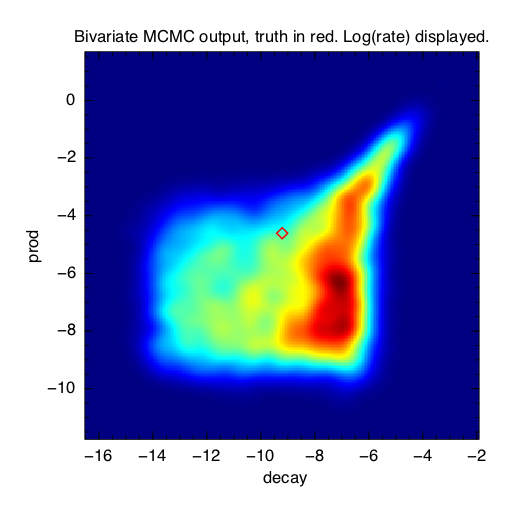 Bivariate MCMC output, truth in red. Log(rate) displayed.
0
−2
−4
−6
−8
−10
prod
−16 −14 −12 −10 −8 −6 −4 −2
decay